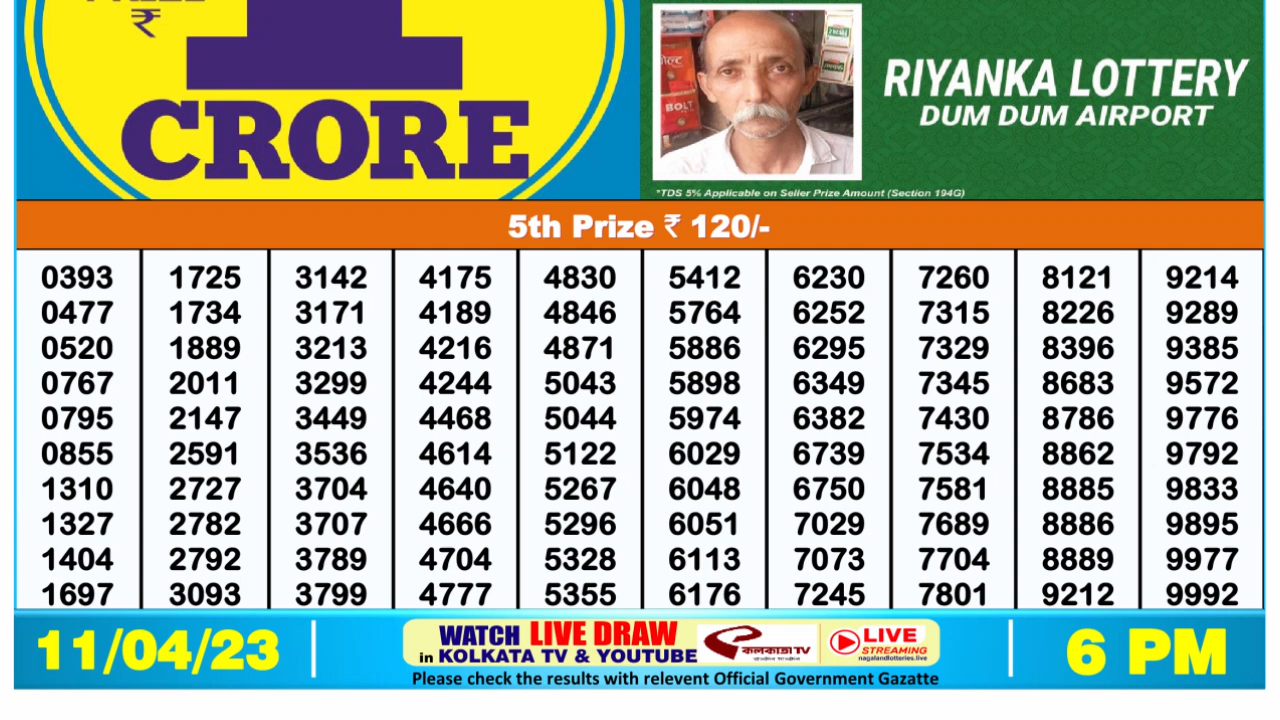 ₹
1
CRORE
BOLT
RIYANKA LOTTERY
DUM DUM AIRPORT
*TDS 5% Applicable on Seller Prize Amount (Section 194G)
5th Prize ₹ 120/-
0393 1725 3142 4175 4830 5412 6230 7260 8121 9214
0477 1734 3171 4189 4846 5764 6252 7315 8226 9289
0520 1889 3213 4216 4871 5886 6295 7329 8396 9385
0767 2011 3299 4244 5043 5898 6349 7345 8683 9572
0795 2147 3449 4468 5044 5974 6382 7430 8786 9776
0855 2591 3536 4614 5122 6029 6739 7534 8862 9792
1310 2727 3704 4640 5267 6048 6750 7581 8885 9833
1327 2782 3707 4666 5296 6051 7029 7689 8886 9895
1404 2792 3789 4704 5328 6113 7073 7704 8889 9977
1697 3093 3799 4777 5355 6176 7245 7801 9212 9992
11/04/23
WATCH LIVE DRAW
in KOLKATA TV & YOUTUBE
কলকাতা TV
LIVE
STREAMING
nagalandlotteries.live
Please check the results with relevent Official Government Gazatte
6 PM